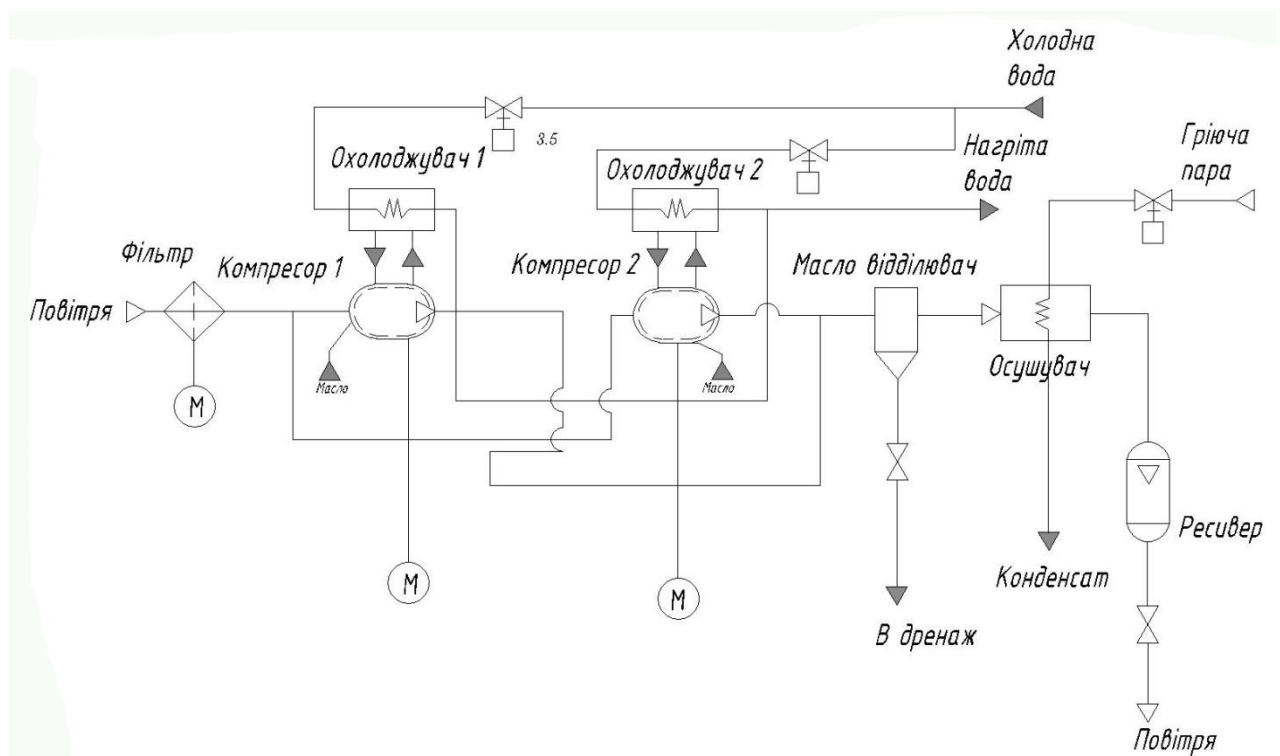 Холодна
вода
3.5
Гріюча
пара
Охолоджувач 1
Охолоджувач 2
Нагріта
вода
Фільтр
Компресор 1
Компресор 2
Масло відділювач
Повітря
Осушувач
Масло
Масло
М
Ресивер
Конденсат
М
М
В дренаж
Повітря